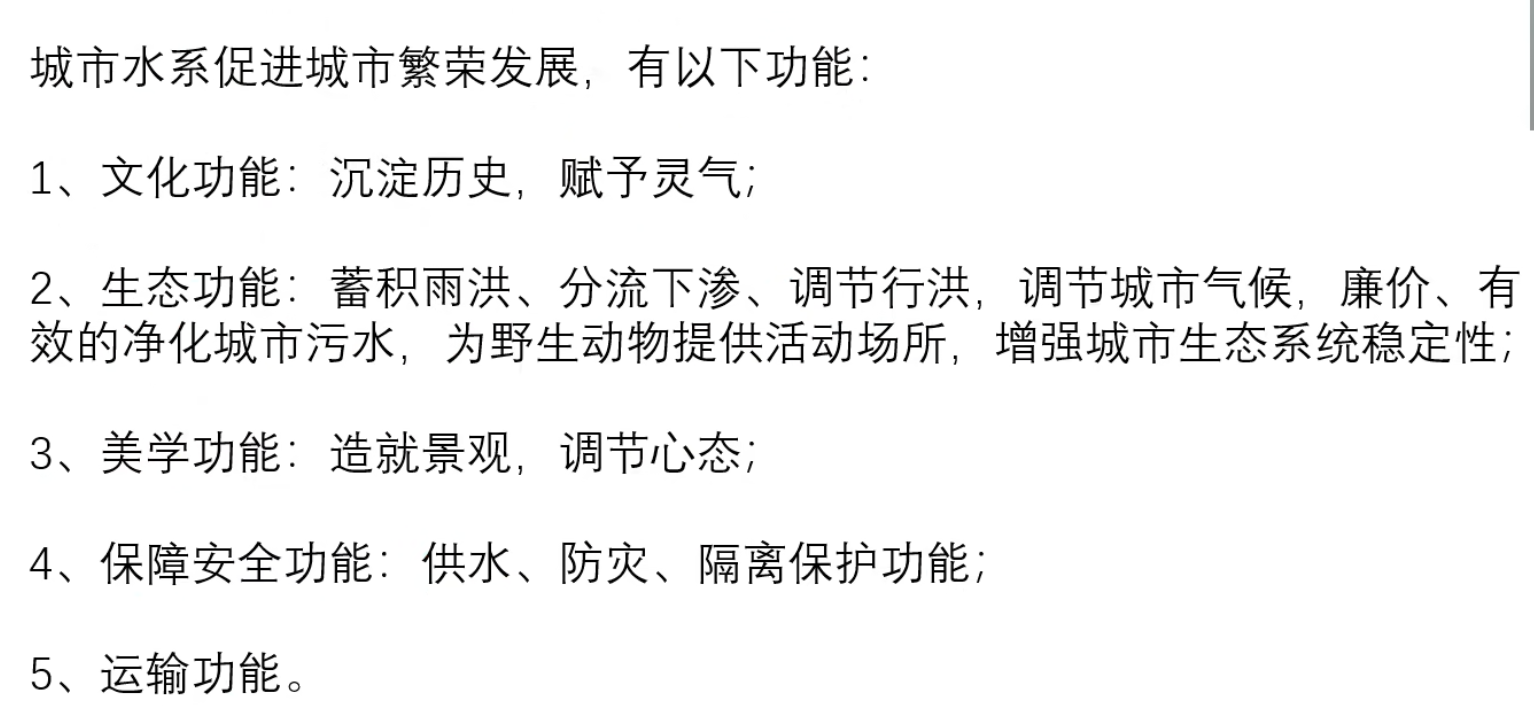 城市水系促进城市繁荣发展，有以下功能：
1、文化功能：沉淀历史，赋予灵气；
2、生态功能：蓄积雨洪、分流下渗、调节行洪，调节城市气候，廉价、有
效的净化城市污水，为野生动物提供活动场所，增强城市生态系统稳定性；
3、美学功能：造就景观，调节心态；
4、保障安全功能：供水、防灾、隔离保护功能；
5、运输功能。